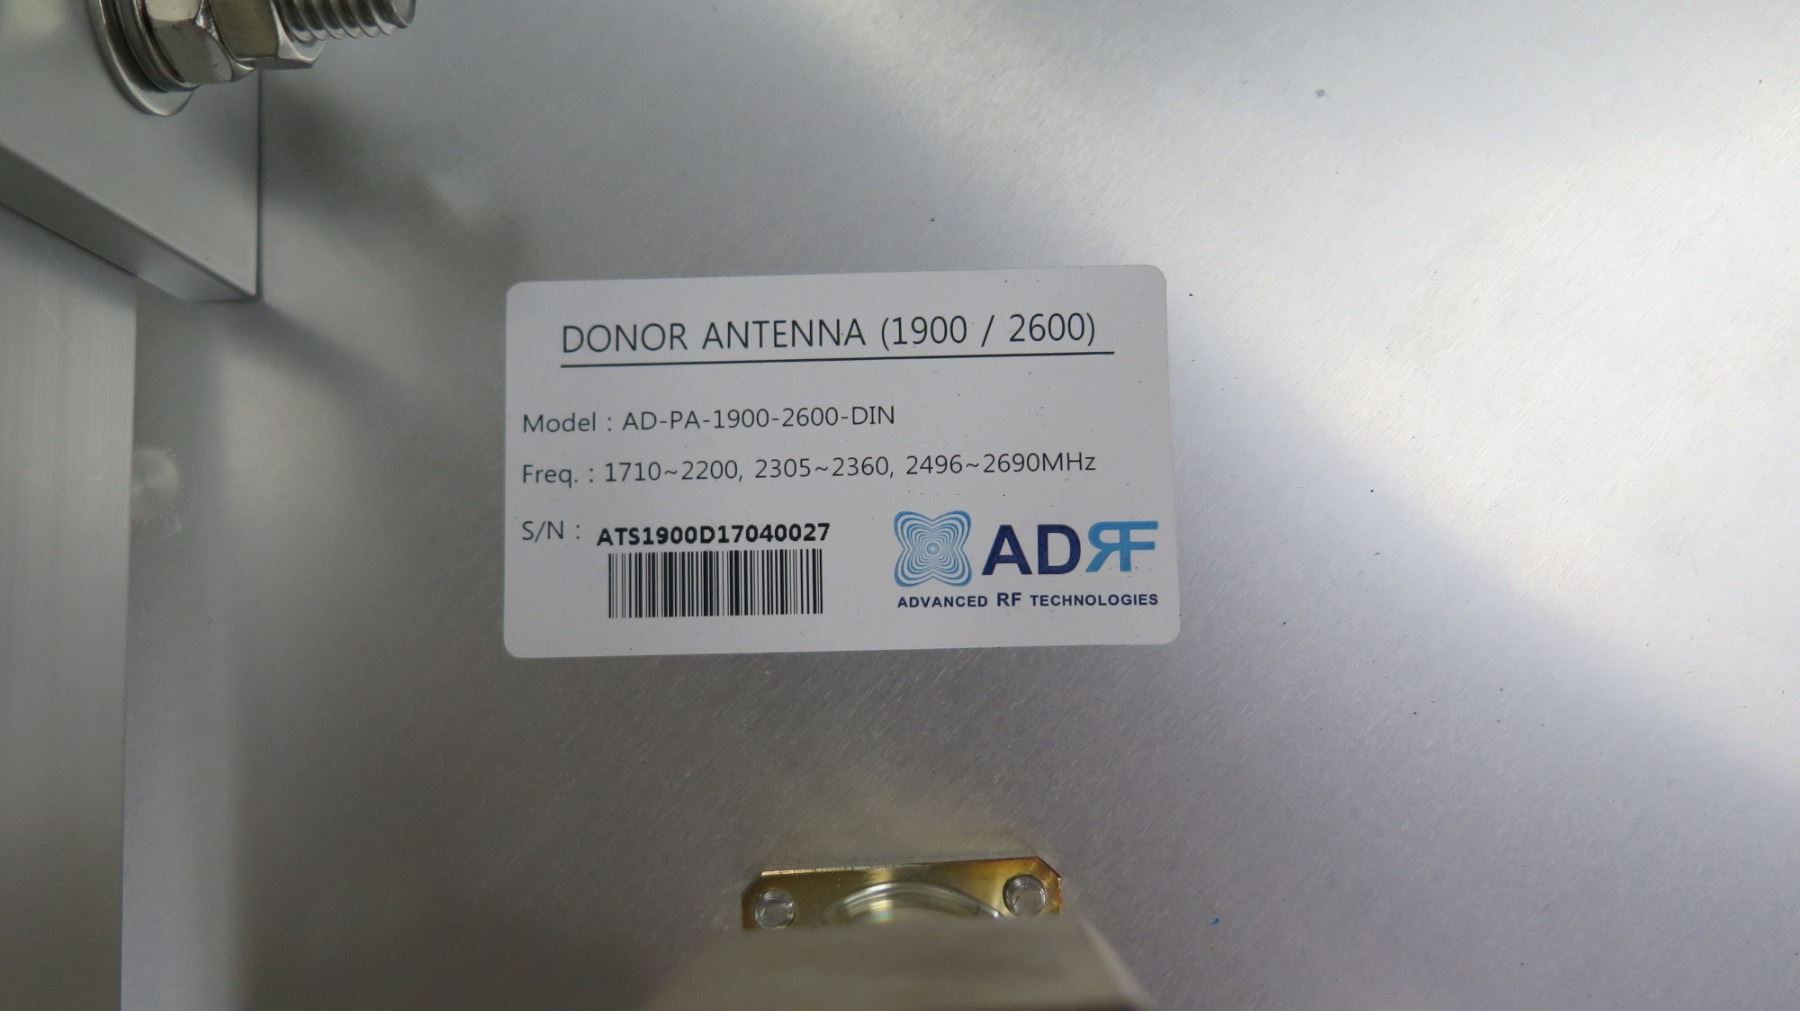 DONOR ANTENNA (1900 / 2600)
Model : AD-PA-1900-2600-DIN
Freq. : 1710~2200, 2305~2360, 2496~2690MHz
S/N : ATS1900D17040027
ADRF
ADVANCED RF TECHNOLOGIES